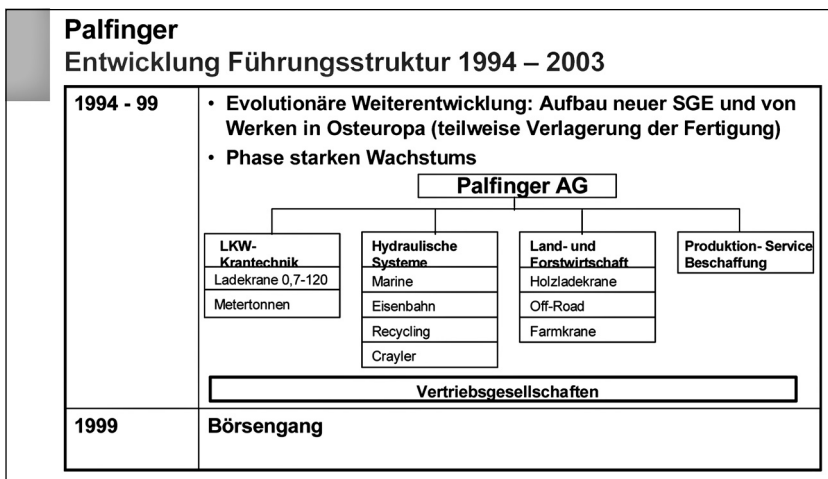 Palfinger
Entwicklung Führungsstruktur 1994 – 2003
1994 - 99
• Evolutionäre Weiterentwicklung: Aufbau neuer SGE und von
Werken in Osteuropa (teilweise Verlagerung der Fertigung)
• Phase starken Wachstums
Palfinger AG
LKW-
Krantechnik
Ladekrane 0,7-120
Metertonnen
Hydraulische
Systeme
Marine
Eisenbahn
Recycling
Crayler
Land- und
Forstwirtschaft
Holzladekrane
Off-Road
Farmkrane
Produktion- Service
Beschaffung
Vertriebsgesellschaften
1999
Börsengang